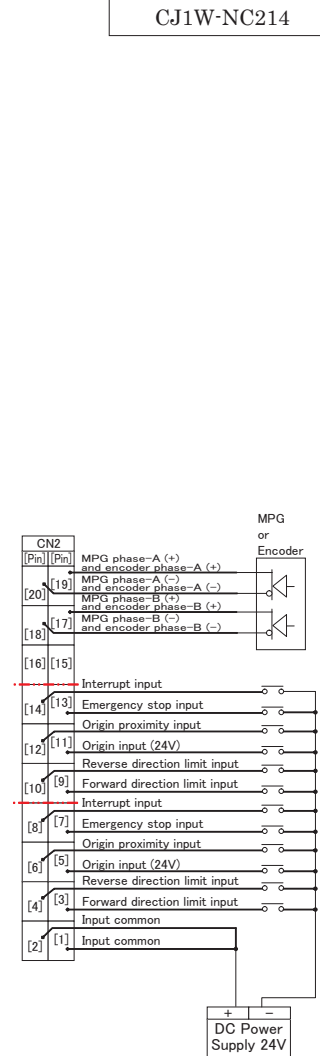 CJ1W-NC214
MPG
or
Encoder
CN2
[Pin] [Pin]
MPG phase-A (+)
and encoder phase-A (+)
[19]
MPG phase-A (-)
and encoder phase-A (-)
[20]
MPG phase-B (+)
and encoder phase-B (+)
[17]
MPG phase-B (-)
and encoder phase-B (-)
[18]
[16] [15]
Interrupt input
[14] [13] Emergency stop input
Origin proximity input
[12] [11] Origin input (24V)
Reverse direction limit input
[10] [9] Forward direction limit input
Interrupt input
[8] [7] Emergency stop input
Origin proximity input
[6] [5] Origin input (24V)
Reverse direction limit input
[4] [3] Forward direction limit input
Input common
[2] [1] Input common
+ -
DC Power
Supply 24V